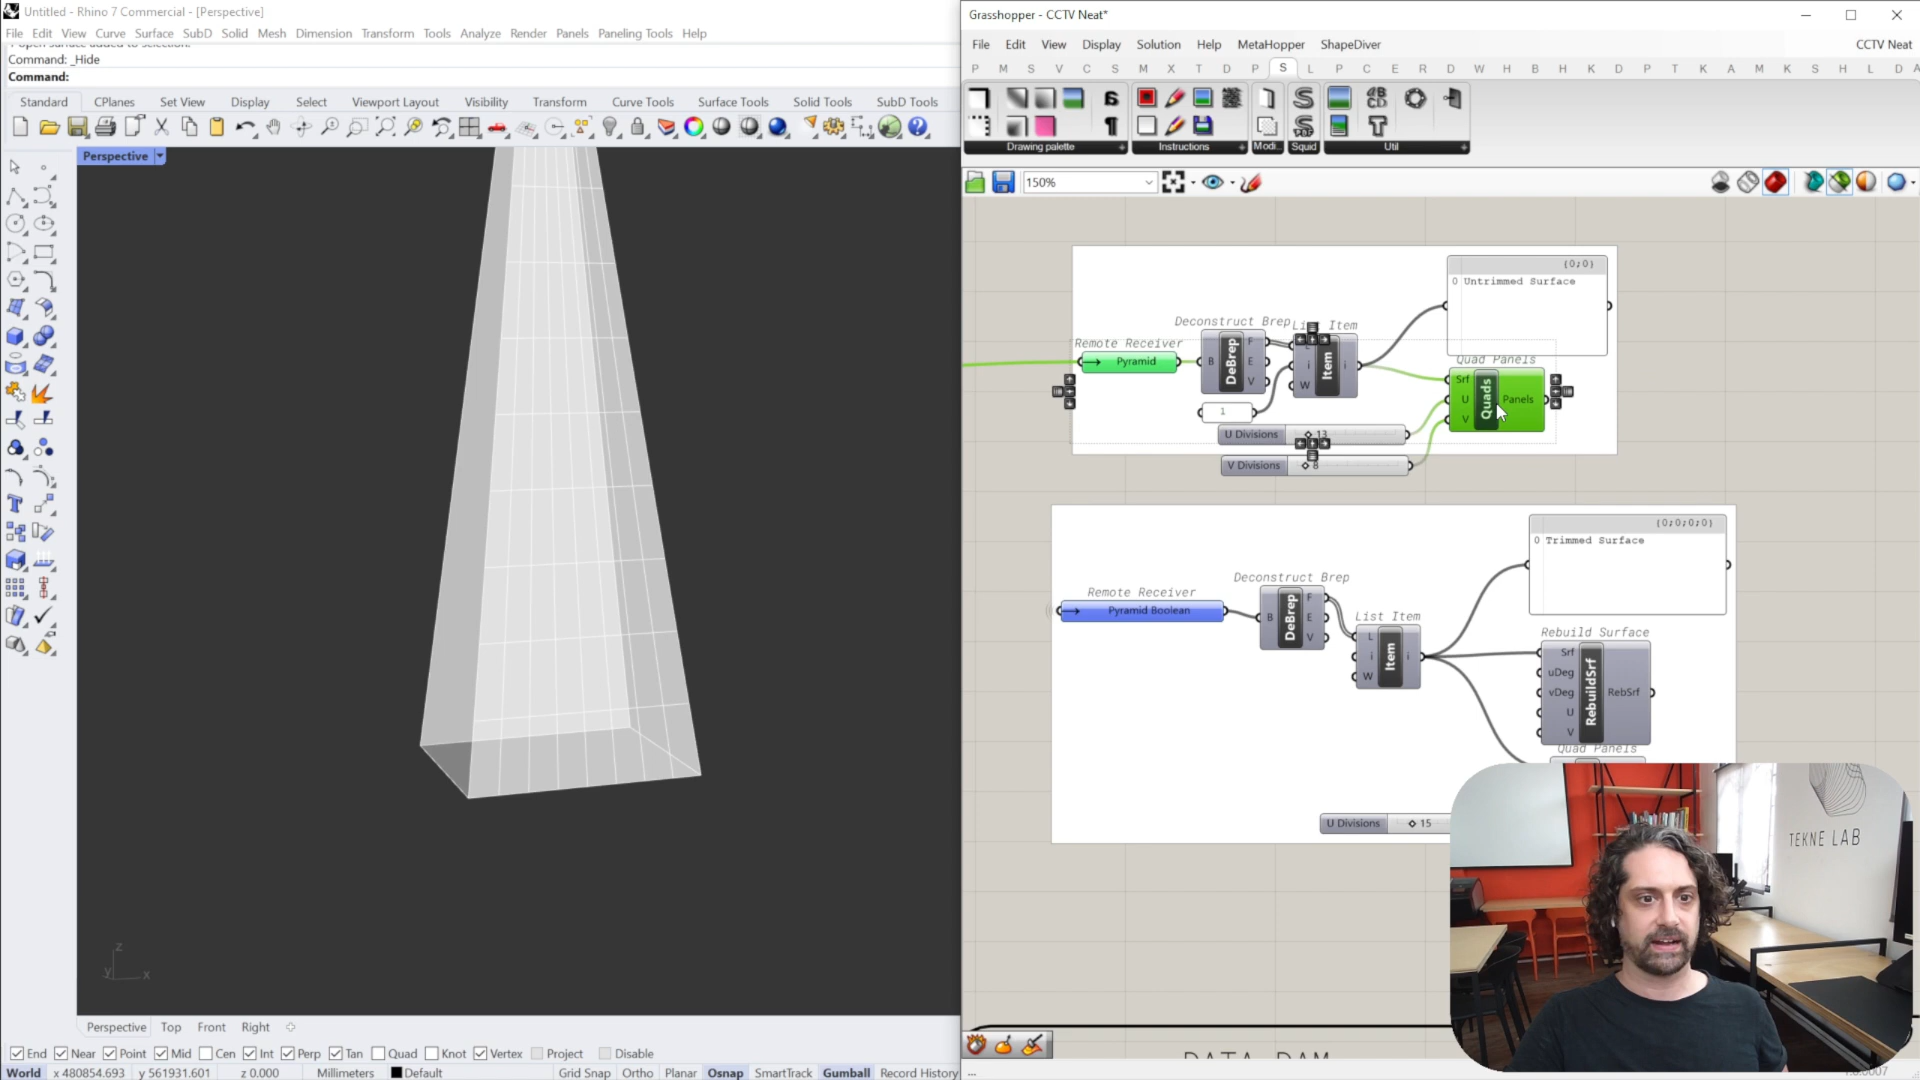 Untitled - Rhino 7 Commercial - [Perspective]
File Edit View Curve Surface SubD Solid Mesh Dimension Transform Tools Analyze Render Panels Paneling Tools Help
Command: _Hide
Command:
Standard CPlanes Set View Display Select Viewport Layout Visibility Transform Curve Tools Surface Tools Solid Tools SubD Tools
Perspective
z
y x
Perspective Top Front Right
End Near Point Mid Cen Int Perp Tan Quad Knot Vertex Project Disable
World x 480854.693 y 561931.601 z 0.000 Millimeters Default Grid Snap Ortho Planar Osnap SmartTrack Gumball Record History
Grasshopper - CCTV Neat*
File Edit View Display Solution Help MetaHopper ShapeDiver CCTV Neat
P M S V C S M X T D P S L P C E R D W H B H K D P T K A M K S H L D A
Drawing palette Instructions Modi... Squid Util
150%
{0;0}
0 Untrimmed Surface
Deconstruct Brep
Remote Receiver
Pyramid
B DeBrep F E V
Item i W i
1
Quad Panels
Srf U V Quads Panels
U Divisions 13
V Divisions 8
{0;0;0;0}
0 Trimmed Surface
Deconstruct Brep
Remote Receiver
Pyramid Boolean
B DeBrep F E V
List Item
L i W Item i
Rebuild Surface
Srf uDeg vDeg U V RebuildSrf RebSrf
Quad Panels
U Divisions 15
TEKNE LAB